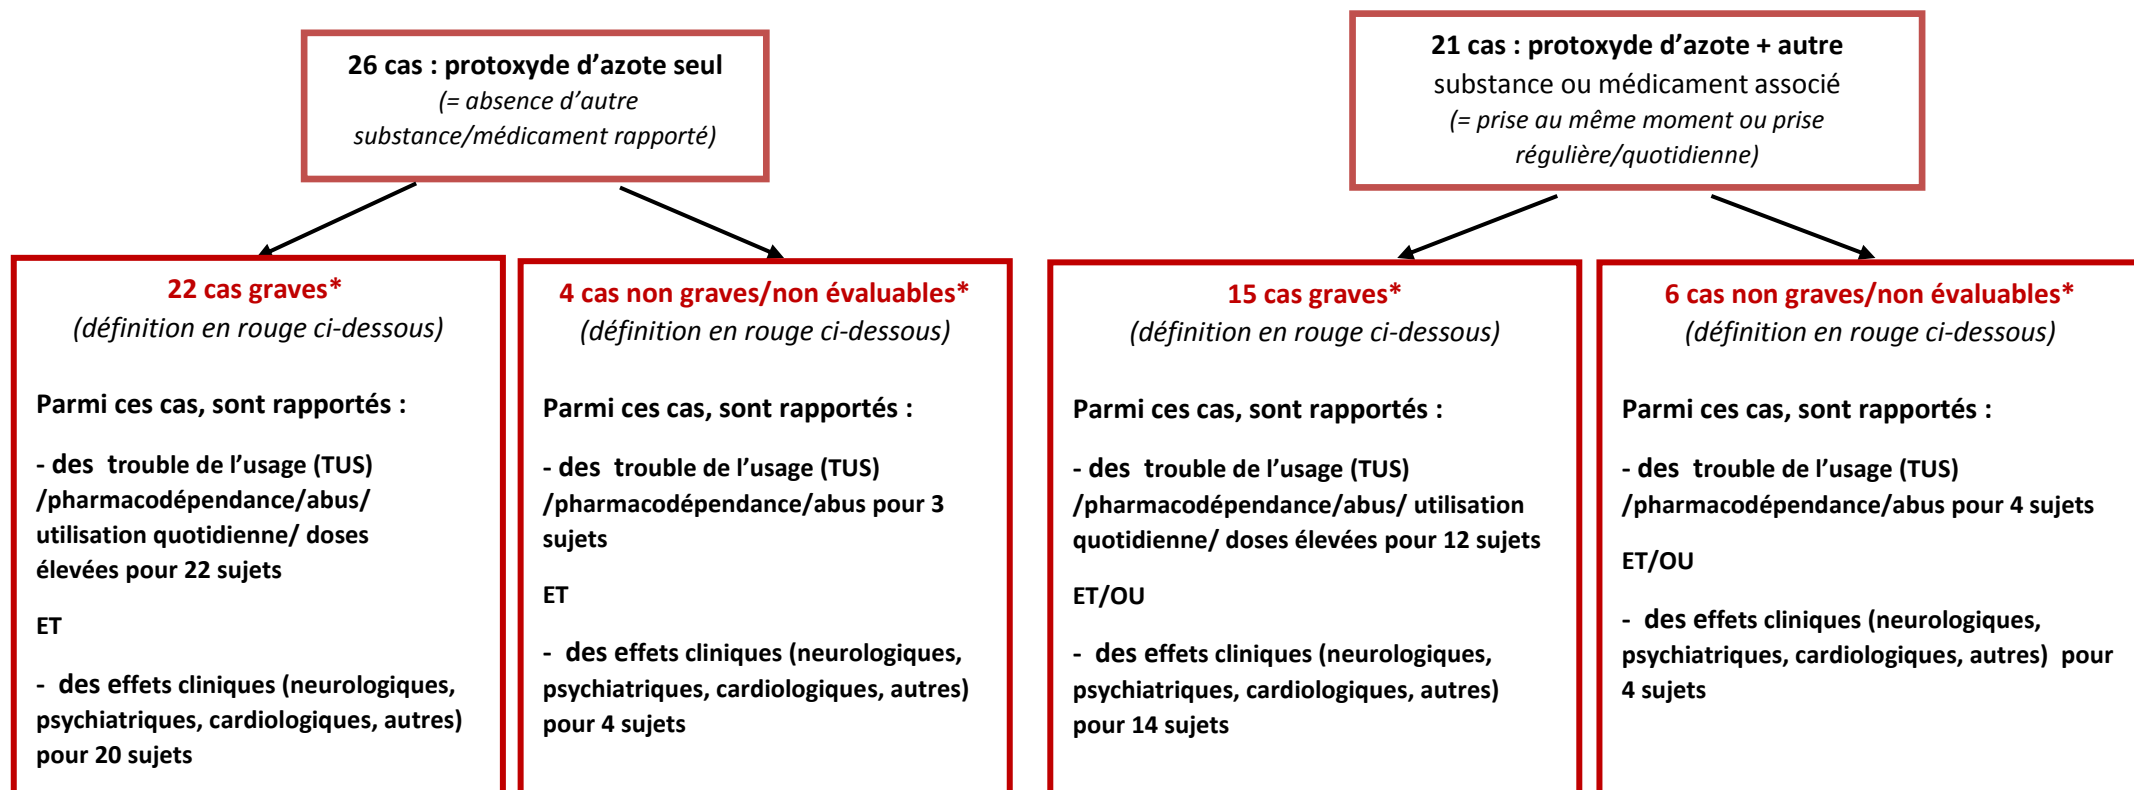 26 cas : protoxyde d’azote seul
(= absence d’autre
substance/médicament rapporté)
21 cas : protoxyde d’azote + autre
substance ou médicament associé
(= prise au même moment ou prise
régulière/quotidienne)
22 cas graves*
(définition en rouge ci-dessous)
Parmi ces cas, sont rapportés :
- des trouble de l’usage (TUS)
/pharmacodépendance/abus/
utilisation quotidienne/ doses
élevées pour 22 sujets
ET
- des effets cliniques (neurologiques,
psychiatriques, cardiologiques, autres)
pour 20 sujets
4 cas non graves/non évaluables*
(définition en rouge ci-dessous)
Parmi ces cas, sont rapportés :
- des trouble de l’usage (TUS)
/pharmacodépendance/abus pour 3
sujets
ET
- des effets cliniques (neurologiques,
psychiatriques, cardiologiques, autres)
pour 4 sujets
15 cas graves*
(définition en rouge ci-dessous)
Parmi ces cas, sont rapportés :
- des trouble de l’usage (TUS)
/pharmacodépendance/abus/ utilisation
quotidienne/ doses élevées pour 12 sujets
ET/OU
- des effets cliniques (neurologiques,
psychiatriques, cardiologiques, autres)
pour 14 sujets
6 cas non graves/non évaluables*
(définition en rouge ci-dessous)
Parmi ces cas, sont rapportés :
- des trouble de l’usage (TUS)
/pharmacodépendance/abus pour 4 sujets
ET/OU
- des effets cliniques (neurologiques,
psychiatriques, cardiologiques, autres) pour
4 sujets